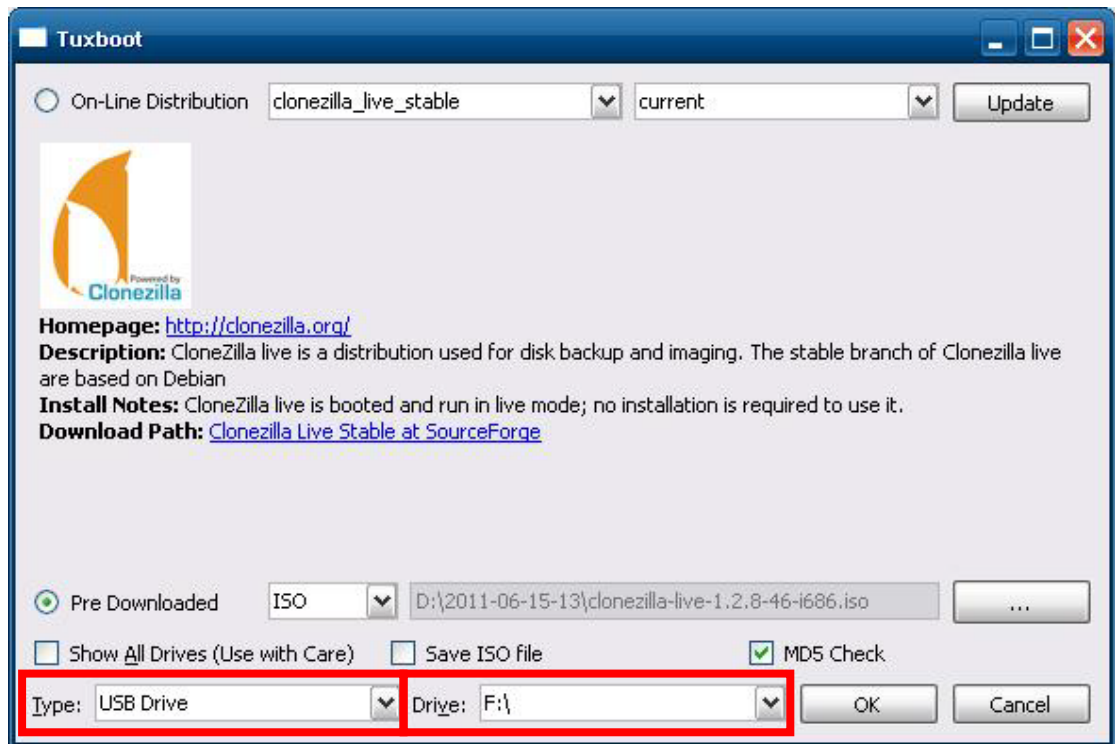 Tuxboot
On-Line Distribution clonezilla_live_stable current Update
Powered by
Clonezilla
Homepage: http://clonezilla.org/
Description: CloneZilla live is a distribution used for disk backup and imaging. The stable branch of Clonezilla live
are based on Debian
Install Notes: CloneZilla live is booted and run in live mode; no installation is required to use it.
Download Path: Clonezilla Live Stable at SourceForge
Pre Downloaded ISO D:\2011-06-15-13\clonezilla-live-1.2.8-46-i686.iso ...
Show All Drives (Use with Care) Save ISO file MD5 Check
Type: USB Drive Drive: F:\ OK Cancel